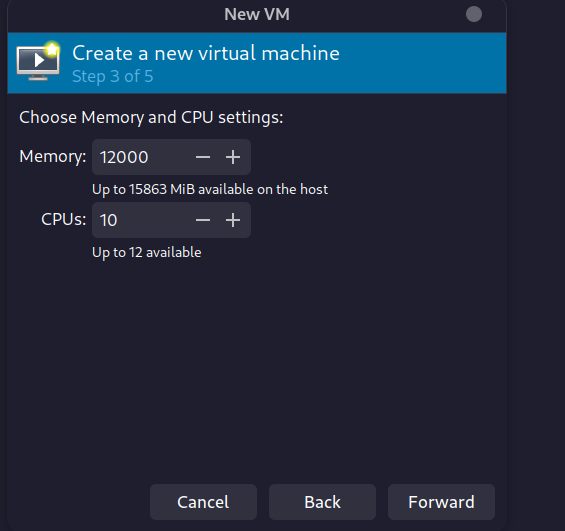 New VM
Create a new virtual machine
Step 3 of 5
Choose Memory and CPU settings:
Memory: 12000
Up to 15863 MiB available on the host
CPUs: 10
Up to 12 available
Cancel Back Forward